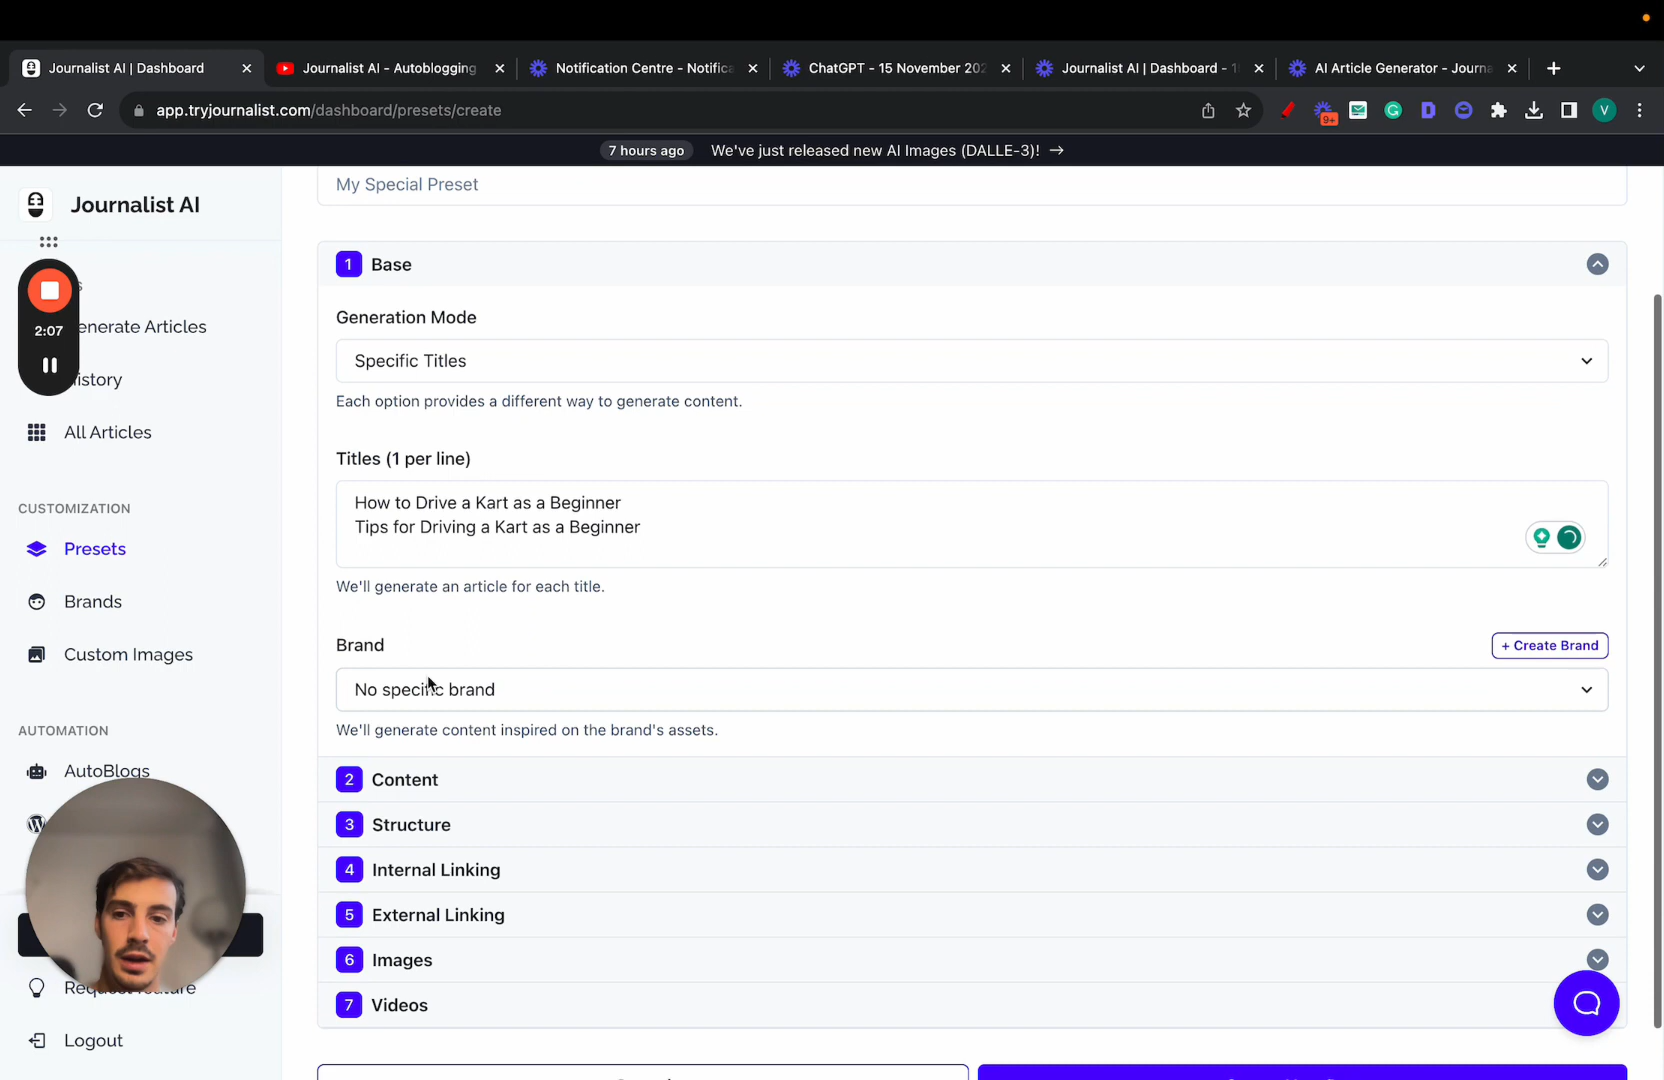 Journalist AI | Dashboard
Journalist AI - Autoblogging
Notification Centre - Notifica
ChatGPT - 15 November 202
Journalist AI | Dashboard - 1
AI Article Generator - Journa
app.tryjournalist.com/dashboard/presets/create
9+
V
7 hours ago We've just released new AI Images (DALLE-3)! →
Journalist AI
2:07
enerate Articles
istory
All Articles
CUSTOMIZATION
Presets
Brands
Custom Images
AUTOMATION
AutoBlogs
Request feature
Logout
My Special Preset
1 Base
Generation Mode
Specific Titles
Each option provides a different way to generate content.
Titles (1 per line)
How to Drive a Kart as a Beginner
Tips for Driving a Kart as a Beginner
We'll generate an article for each title.
Brand
+ Create Brand
No specific brand
We'll generate content inspired on the brand's assets.
2 Content
3 Structure
4 Internal Linking
5 External Linking
6 Images
7 Videos